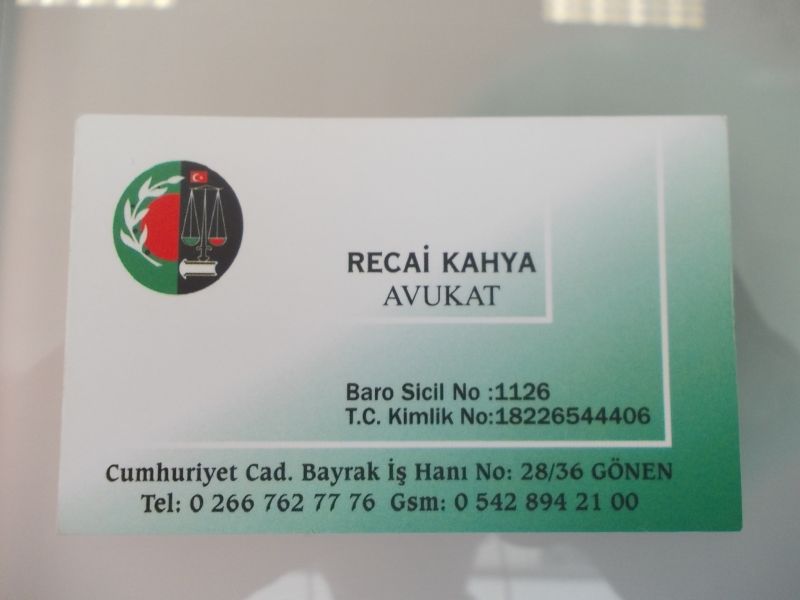 RECAİ KAHYA
AVUKAT
Baro Sicil No :1126
T.C. Kimlik No:18226544406
Cumhuriyet Cad. Bayrak İş Hanı No: 28/36 GÖNEN
Tel: 0 266 762 77 76 Gsm: 0 542 894 21 00